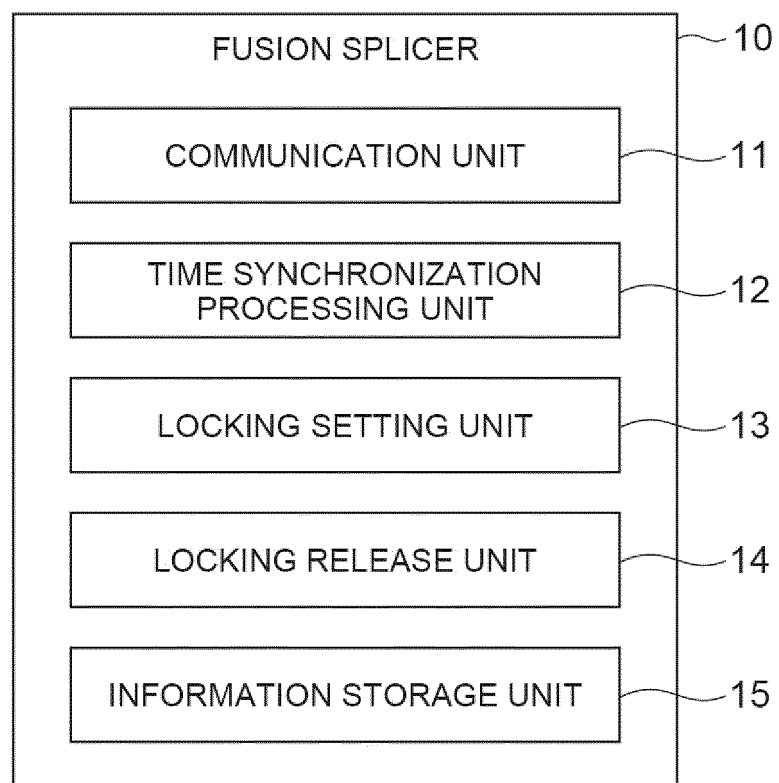 FUSION SPLICER
10
COMMUNICATION UNIT
11
TIME SYNCHRONIZATION
PROCESSING UNIT
12
LOCKING SETTING UNIT
13
LOCKING RELEASE UNIT
14
INFORMATION STORAGE UNIT
15